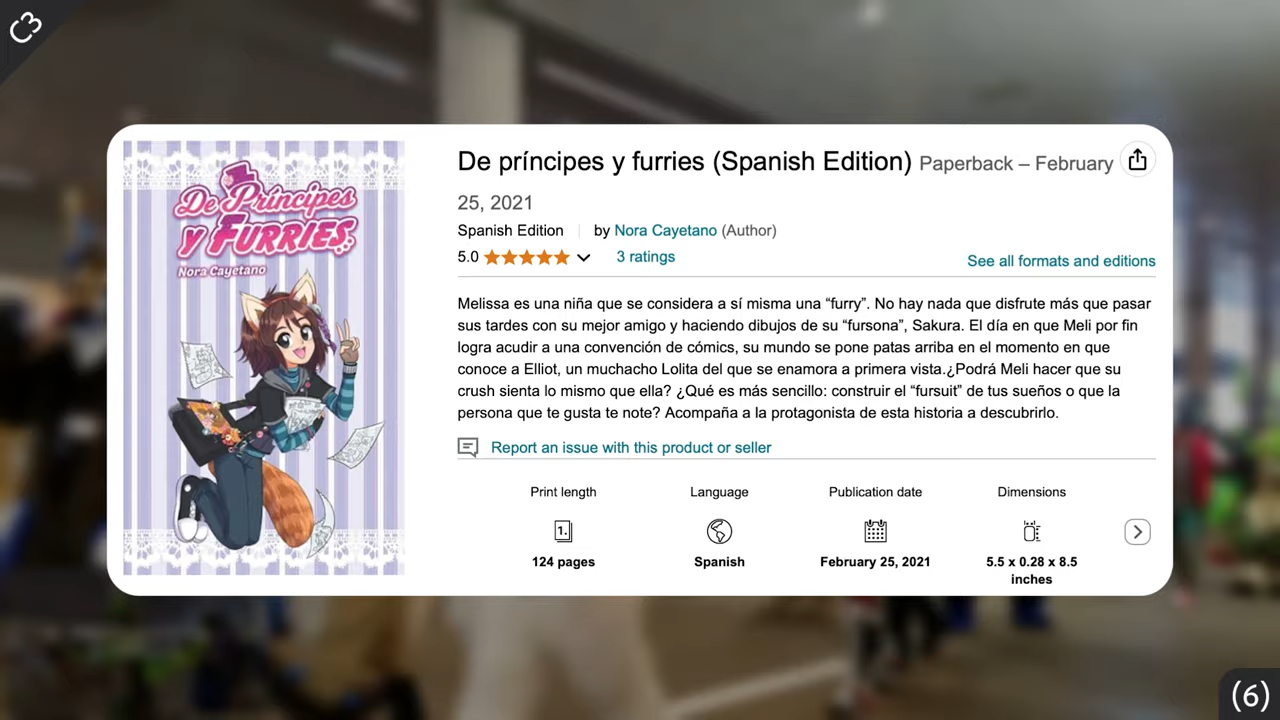 C3
De Príncipes
y Furries
Nora Cayetano
De príncipes y furries (Spanish Edition) Paperback – February
25, 2021
Spanish Edition by Nora Cayetano (Author)
5.0 3 ratings
See all formats and editions
Melissa es una niña que se considera a sí misma una “furry”. No hay nada que disfrute más que pasar
sus tardes con su mejor amigo y haciendo dibujos de su “fursona”, Sakura. El día en que Meli por fin
logra acudir a una convención de cómics, su mundo se pone patas arriba en el momento en que
conoce a Elliot, un muchacho Lolita del que se enamora a primera vista.¿Podrá Meli hacer que su
crush sienta lo mismo que ella? ¿Qué es más sencillo: construir el “fursuit” de tus sueños o que la
persona que te gusta te note? Acompaña a la protagonista de esta historia a descubrirlo.
Report an issue with this product or seller
Print length Language Publication date Dimensions
1.
124 pages Spanish February 25, 2021 5.5 x 0.28 x 8.5
inches
(6)